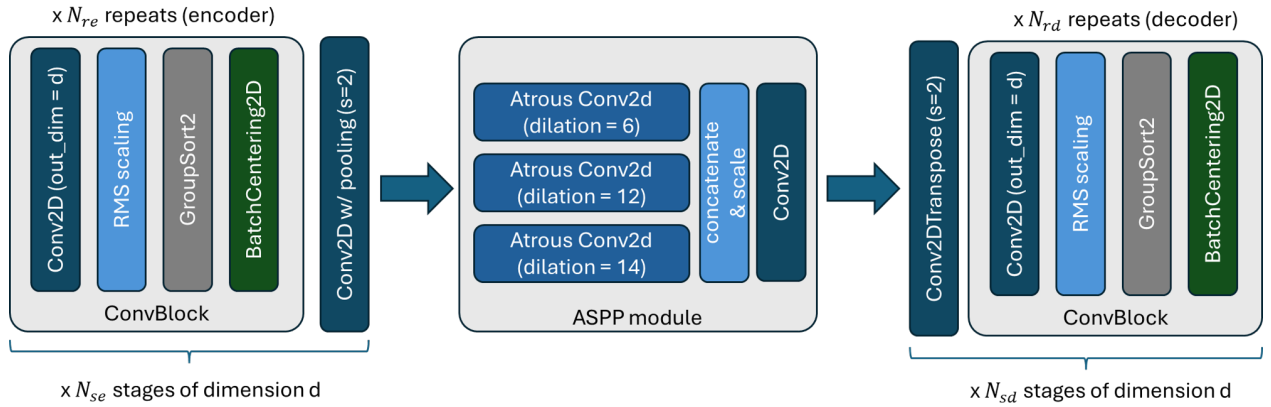 x N_re repeats (encoder)
Conv2D (out_dim = d)
RMS scaling
GroupSort2
BatchCentering2D
ConvBlock
Conv2D w/ pooling (s=2)
x N_se stages of dimension d
Atrous Conv2d
(dilation = 6)
Atrous Conv2d
(dilation = 12)
Atrous Conv2d
(dilation = 14)
concatenate
& scale
Conv2D
ASPP module
x N_rd repeats (decoder)
Conv2DTranspose (s=2)
Conv2D (out_dim = d)
RMS scaling
GroupSort2
BatchCentering2D
ConvBlock
x N_sd stages of dimension d